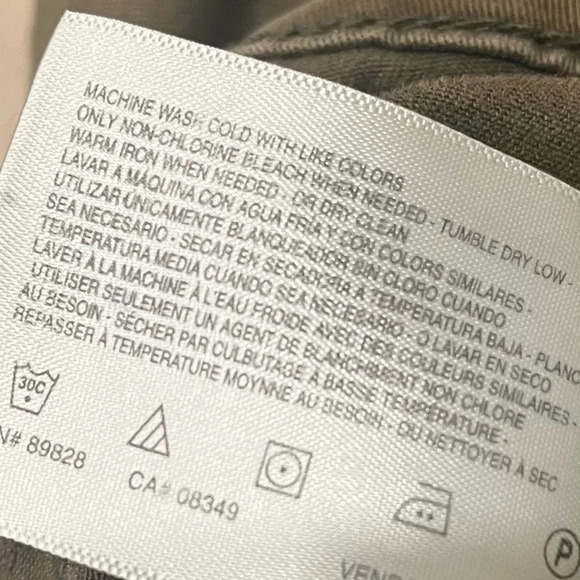 MACHINE WASH COLD WITH LIKE COLORS
ONLY NON-CHLORINE BLEACH WHEN NEEDED - TUMBLE DRY LOW -
WARM IRON WHEN NEEDED - OR DRY CLEAN
LAVAR A MÁQUINA CON AGUA FRIA Y CON COLORS SIMILARES -
UTILIZAR ÚNICAMENTE BLANQUEADOR SIN CLORO CUANDO
SEA NECESARIO - SECAR EN SECADORA A TEMPERATURA BAJA - PLANC
TEMPERATURA MEDIA CUANDO SEA NECESARIO - O LAVAR EN SECO
LAVER À LA MACHINE À L'EAU FROIDE AVEC DES COULEURS SIMILAIRES -
UTILISER SEULEMENT UN AGENT DE BLANCHIMENT NON CHLORE
AU BESOIN - SÉCHER PAR CULBUTAGE À BASSE TEMPÉRATURE -
REPASSER À TEMPERATURE MOYNNE AU BESOIN - OU NETTOYER À SEC
30C
N# 89828
CA# 08349
P